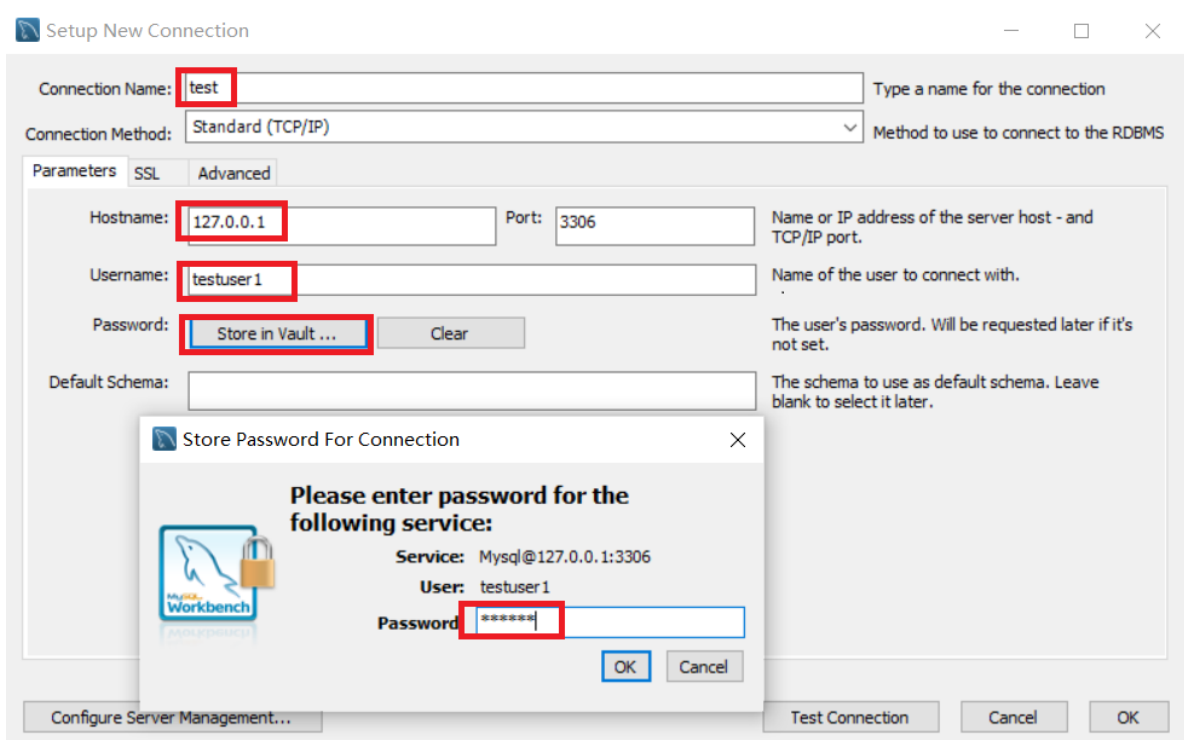 Setup New Connection
Connection Name: test Type a name for the connection
Connection Method: Standard (TCP/IP) Method to use to connect to the RDBMS
Parameters SSL Advanced
Hostname: 127.0.0.1 Port: 3306 Name or IP address of the server host - and
TCP/IP port.
Username: testuser1 Name of the user to connect with.
Password: Store in Vault ... Clear The user's password. Will be requested later if it's
not set.
Default Schema: The schema to use as default schema. Leave
blank to select it later.
Store Password For Connection
Please enter password for the
following service:
Service: Mysql@127.0.0.1:3306
User: testuser1
Password ******
MySQL
Workbench
OK Cancel
Configure Server Management... Test Connection Cancel OK